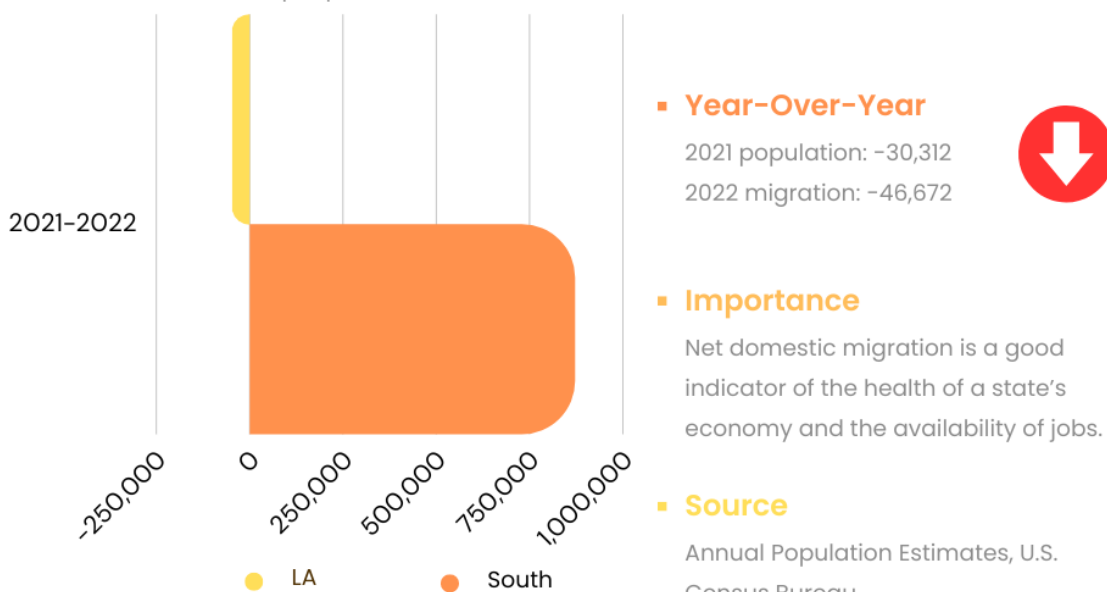 Year-Over-Year
2021 population: -30,312
2022 migration: -46,672
2021-2022
Importance
Net domestic migration is a good
indicator of the health of a state's
economy and the availability of jobs.
-250,000
0
250,000
500,000
750,000
1,000,000
Source
Annual Population Estimates, U.S.
Census Bureau
LA
South